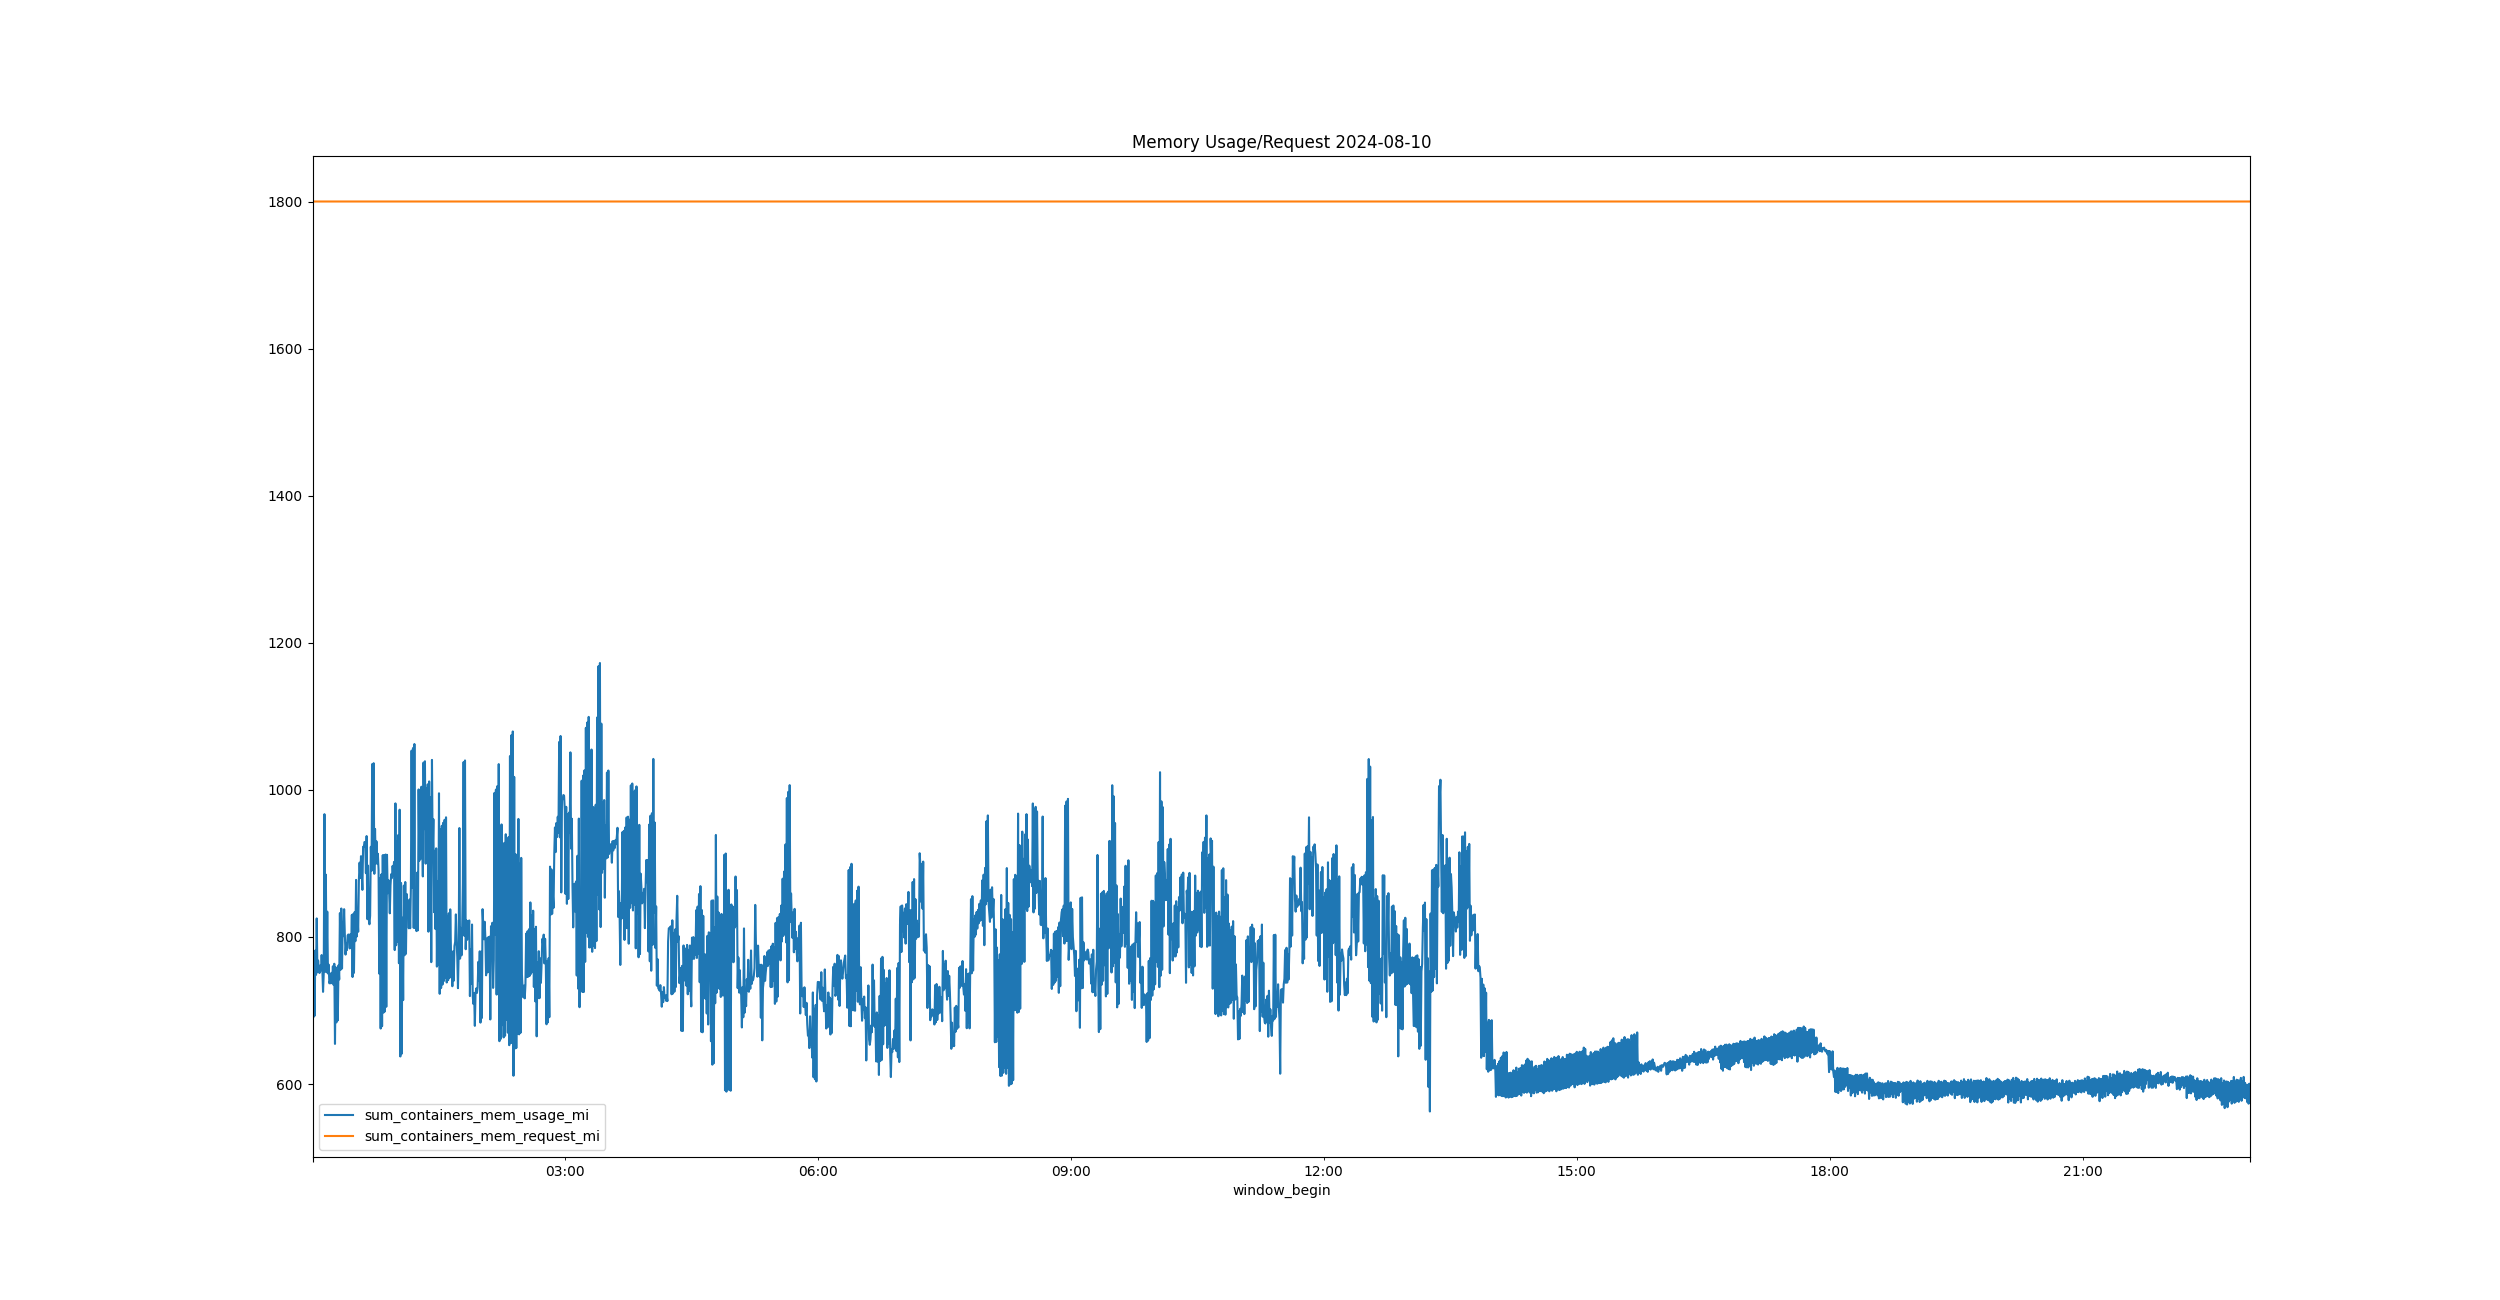 Memory Usage/Request 2024-08-10
1800
1600
1400
1200
1000
800
600
sum_containers_mem_usage_mi
sum_containers_mem_request_mi
03:00 06:00 09:00 12:00 15:00 18:00 21:00
window_begin